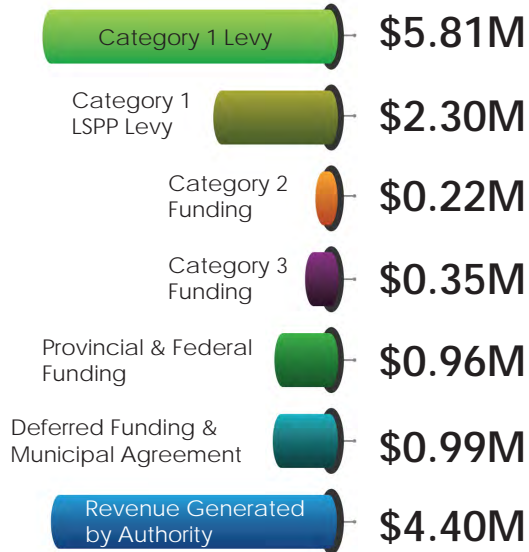 Category 1 Levy
$5.81M
Category 1
LSPP Levy
$2.30M
Category 2
Funding
$0.22M
Category 3
Funding
$0.35M
Provincial & Federal
Funding
$0.96M
Deferred Funding &
Municipal Agreement
$0.99M
Revenue Generated
by Authority
$4.40M